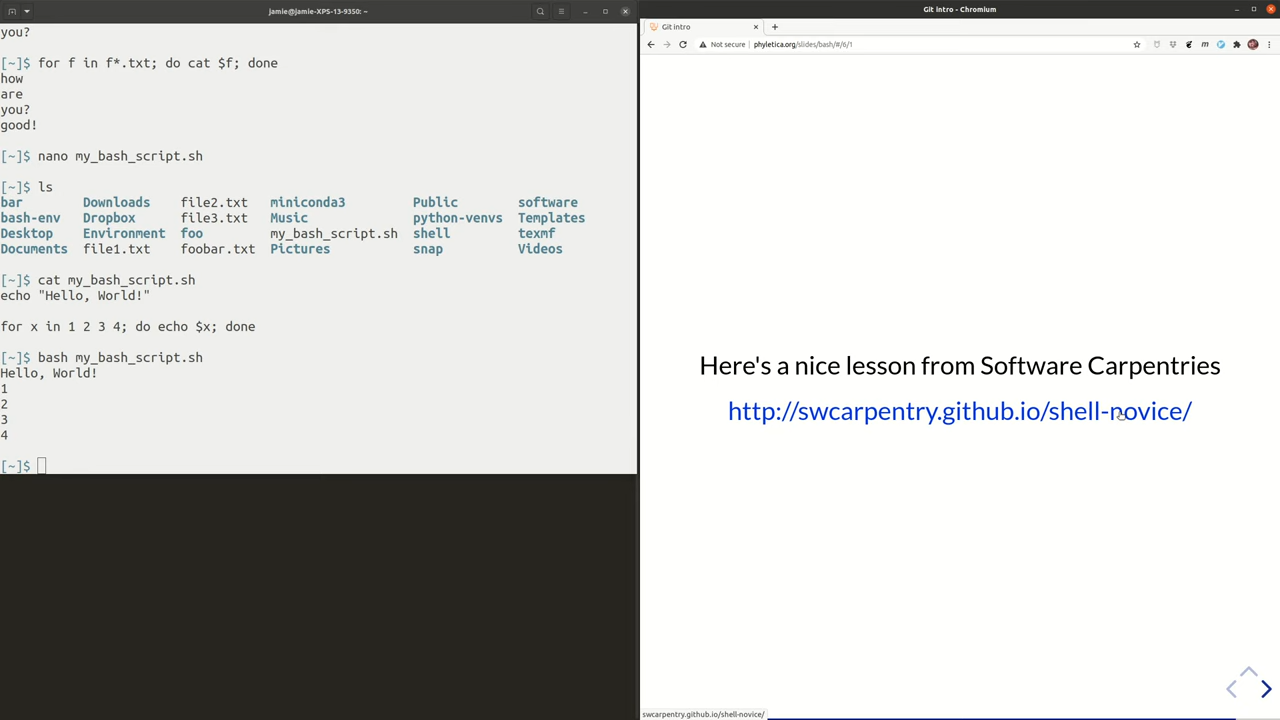 jamie@jamie-XPS-13-9350: ~
you?
[~]$ for f in f*.txt; do cat $f; done
how
are
you?
good!
[~]$ nano my_bash_script.sh
[~]$ ls
bar Downloads file2.txt miniconda3 Public software
bash-env Dropbox file3.txt Music python-venvs Templates
Desktop Environment foo my_bash_script.sh shell texmf
Documents file1.txt foobar.txt Pictures snap Videos
[~]$ cat my_bash_script.sh
echo "Hello, World!"
for x in 1 2 3 4; do echo $x; done
[~]$ bash my_bash_script.sh
Hello, World!
1
2
3
4
[~]$
Git intro - Chromium
Git intro
Not secure phyletica.org/slides/bash/#/6/1
Here's a nice lesson from Software Carpentries
http://swcarpentry.github.io/shell-novice/
swcarpentry.github.io/shell-novice/